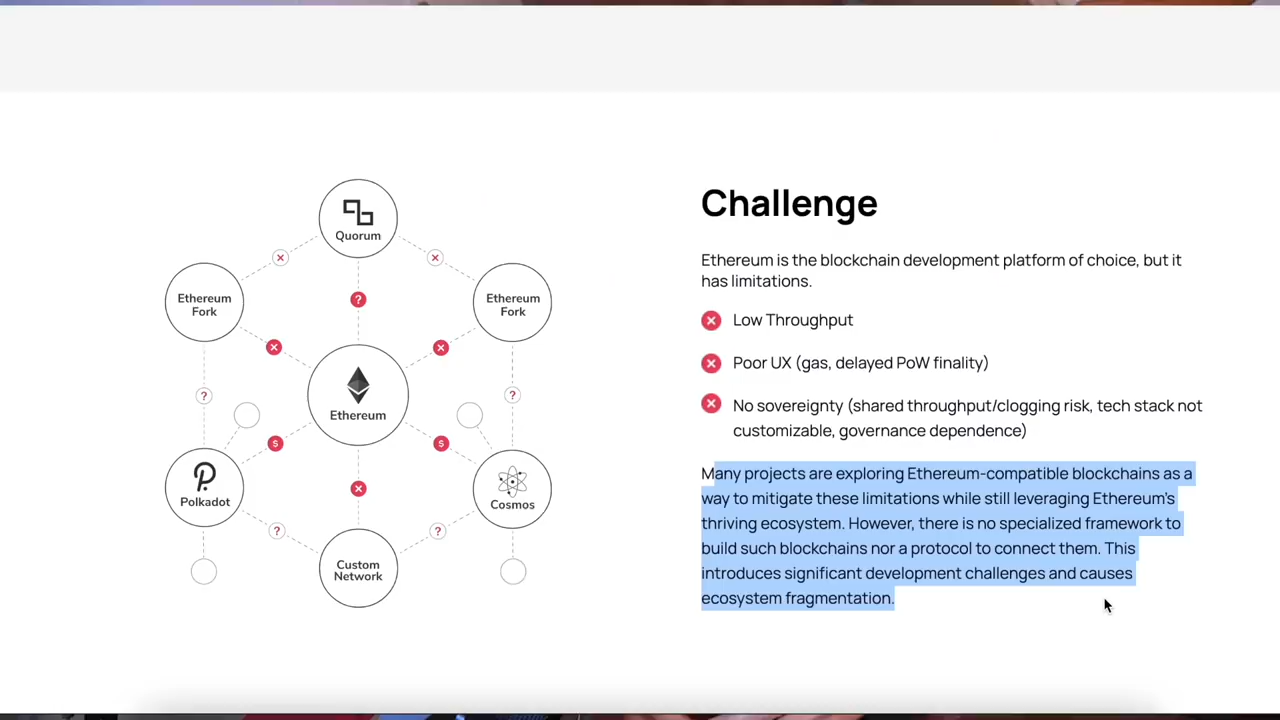 Quorum
Ethereum
Fork
Ethereum
Fork
?
?
?
Ethereum
$
$
Polkadot
Cosmos
?
?
Custom
Network
Challenge
Ethereum is the blockchain development platform of choice, but it
has limitations.
Low Throughput
Poor UX (gas, delayed PoW finality)
No sovereignty (shared throughput/clogging risk, tech stack not
customizable, governance dependence)
Many projects are exploring Ethereum-compatible blockchains as a
way to mitigate these limitations while still leveraging Ethereum's
thriving ecosystem. However, there is no specialized framework to
build such blockchains nor a protocol to connect them. This
introduces significant development challenges and causes
ecosystem fragmentation.